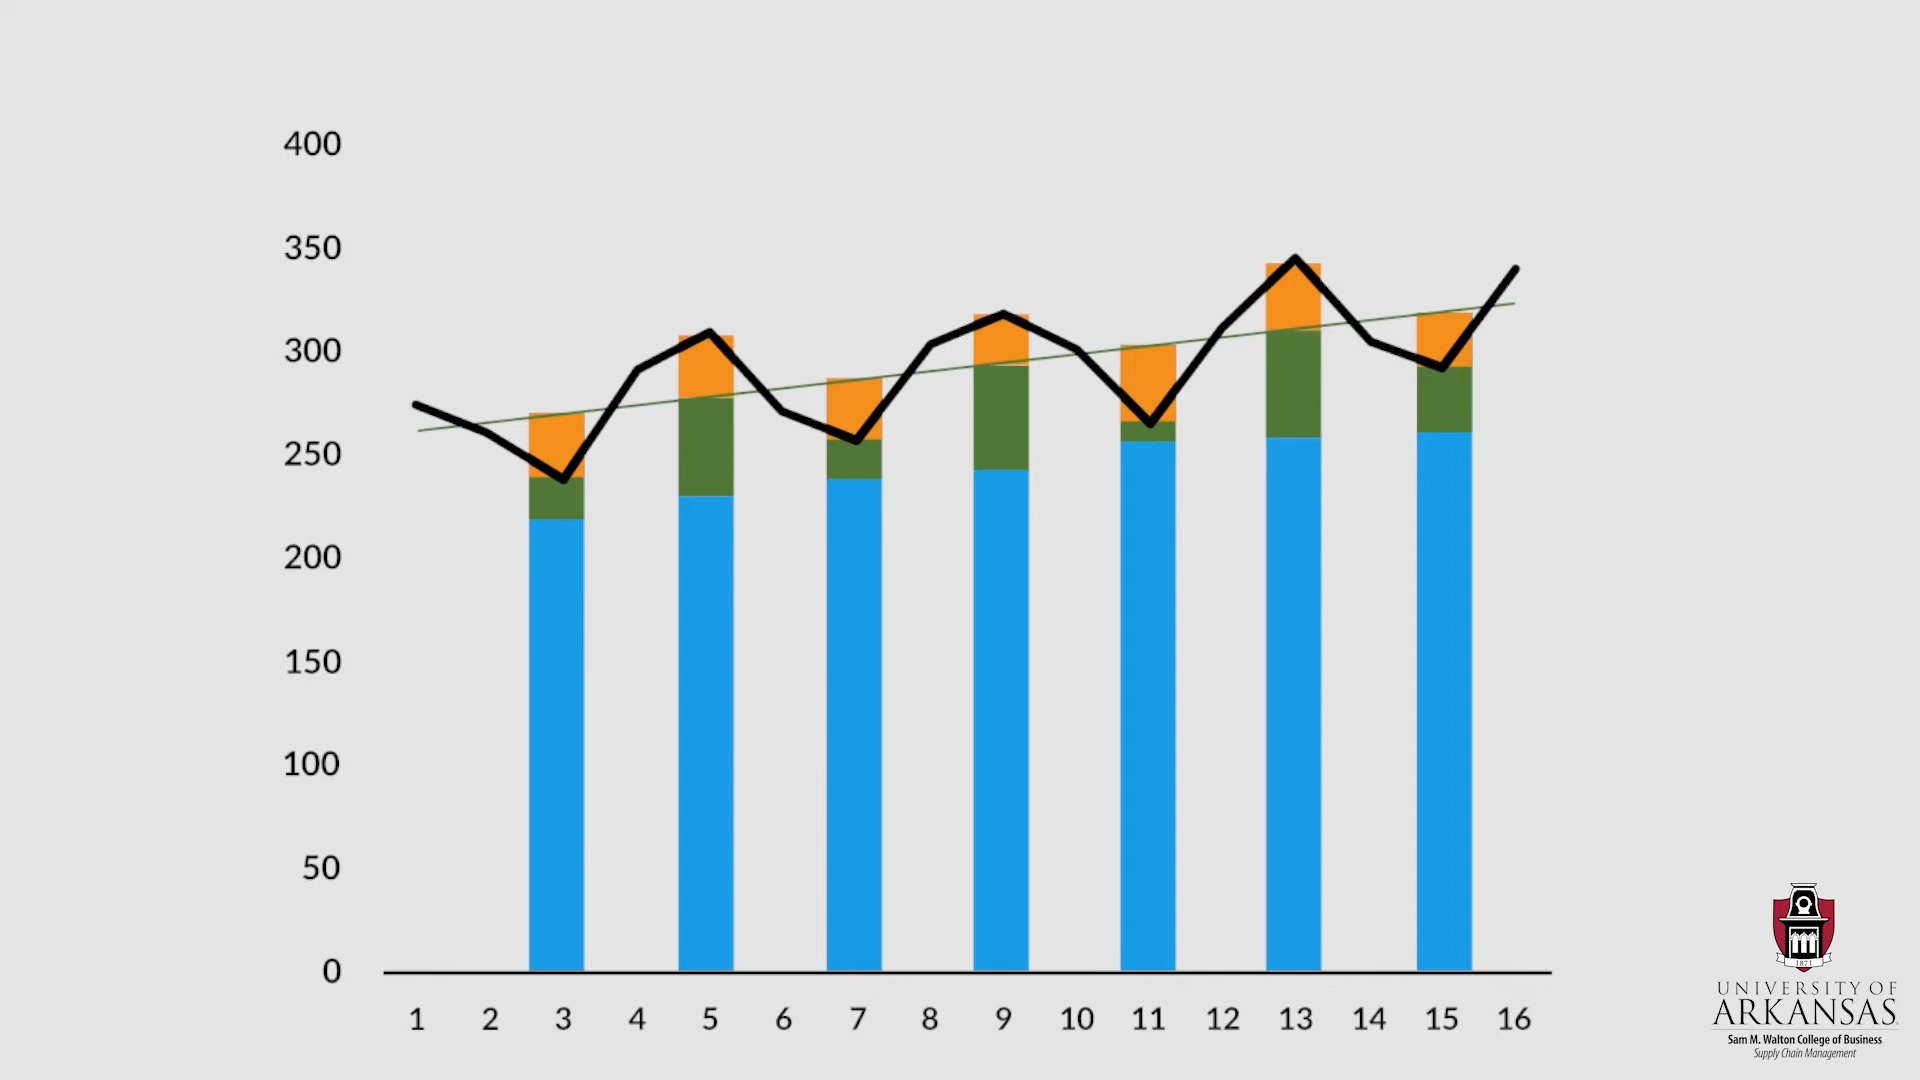 400
350
300
250
200
150
100
50
0
1 2 3 4 5 6 7 8 9 10 11 12 13 14 15 16
1871
UNIVERSITY OF
ARKANSAS
Sam M. Walton College of Business
Supply Chain Management